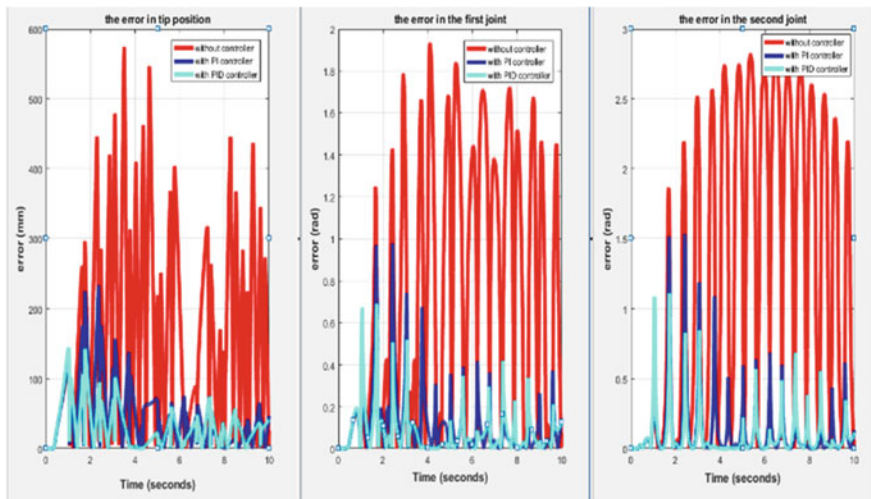 the error in tip position
600
500
400
300
200
100
0
error (mm)
0 2 4 6 8 10
Time (seconds)
without controller
with PI controller
with PID controller
the error in the first joint
2
1.8
1.6
1.4
1.2
1
0.8
0.6
0.4
0.2
0
error (rad)
0 2 4 6 8 10
Time (seconds)
without controller
with PI controller
with PID controller
the error in the second joint
3
2.5
2
1.5
1
0.5
0
error (rad)
0 2 4 6 8 10
Time (seconds)
without controller
with PI controller
with PID controller